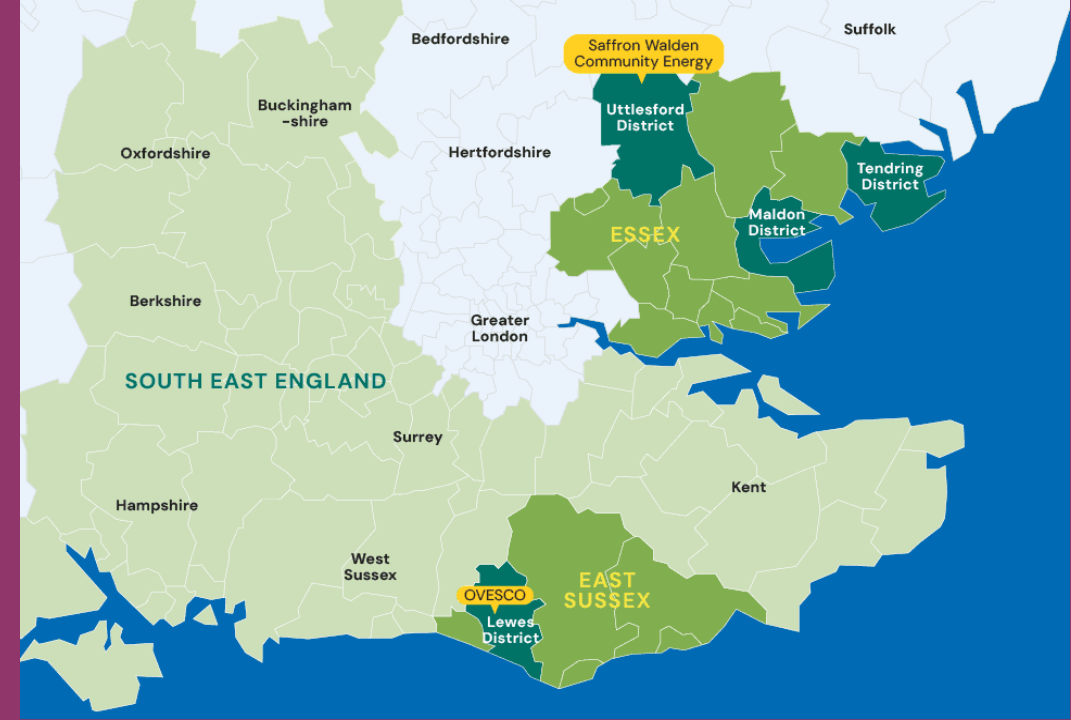 Bedfordshire
Suffolk
Saffron Walden
Community Energy
Buckingham
-shire
Uttlesford
District
Oxfordshire
Hertfordshire
Tendring
District
Maldon
District
ESSEX
Berkshire
Greater
London
SOUTH EAST ENGLAND
Surrey
Kent
Hampshire
West
Sussex
EAST
SUSSEX
OVESCO
Lewes
District